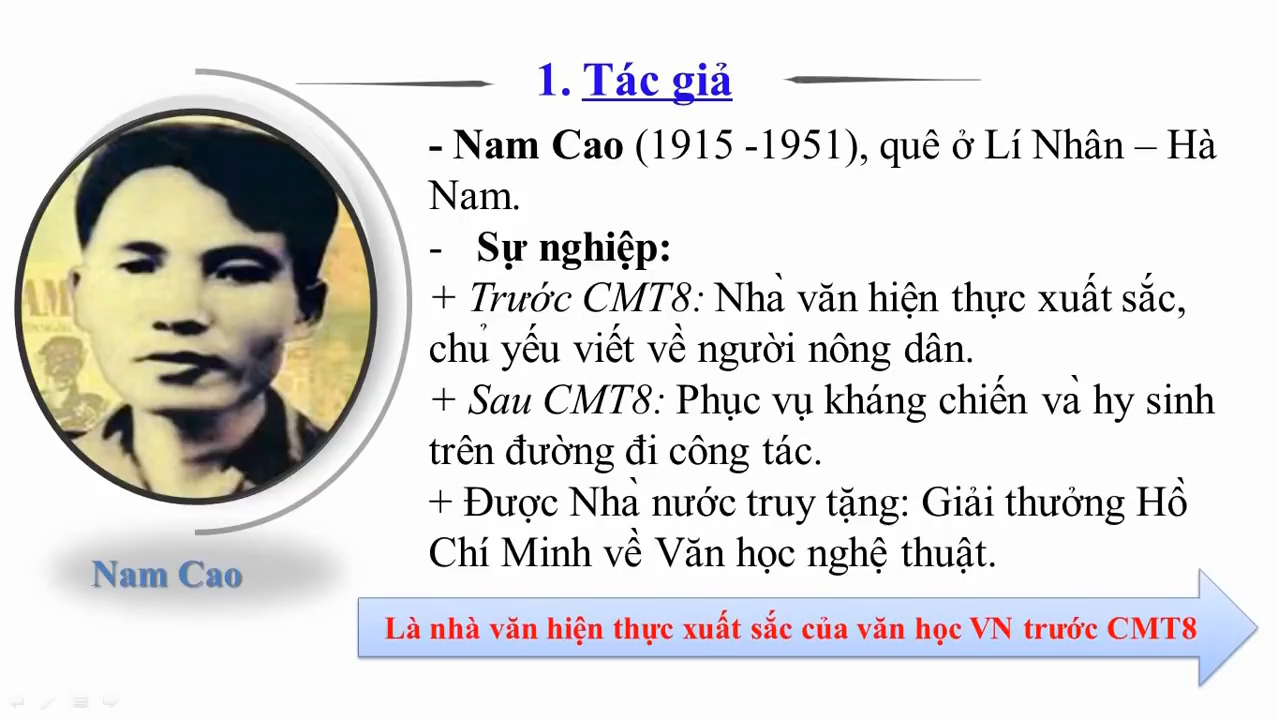 1. Tác giả
- Nam Cao (1915 -1951), quê ở Lí Nhân – Hà
Nam.
- Sự nghiệp:
+ Trước CMT8: Nhà văn hiện thực xuất sắc,
chủ yếu viết về người nông dân.
+ Sau CMT8: Phục vụ kháng chiến và hy sinh
trên đường đi công tác.
+ Được Nhà nước truy tặng: Giải thưởng Hồ
Chí Minh về Văn học nghệ thuật.
Nam Cao
Là nhà văn hiện thực xuất sắc của văn học VN trước CMT8